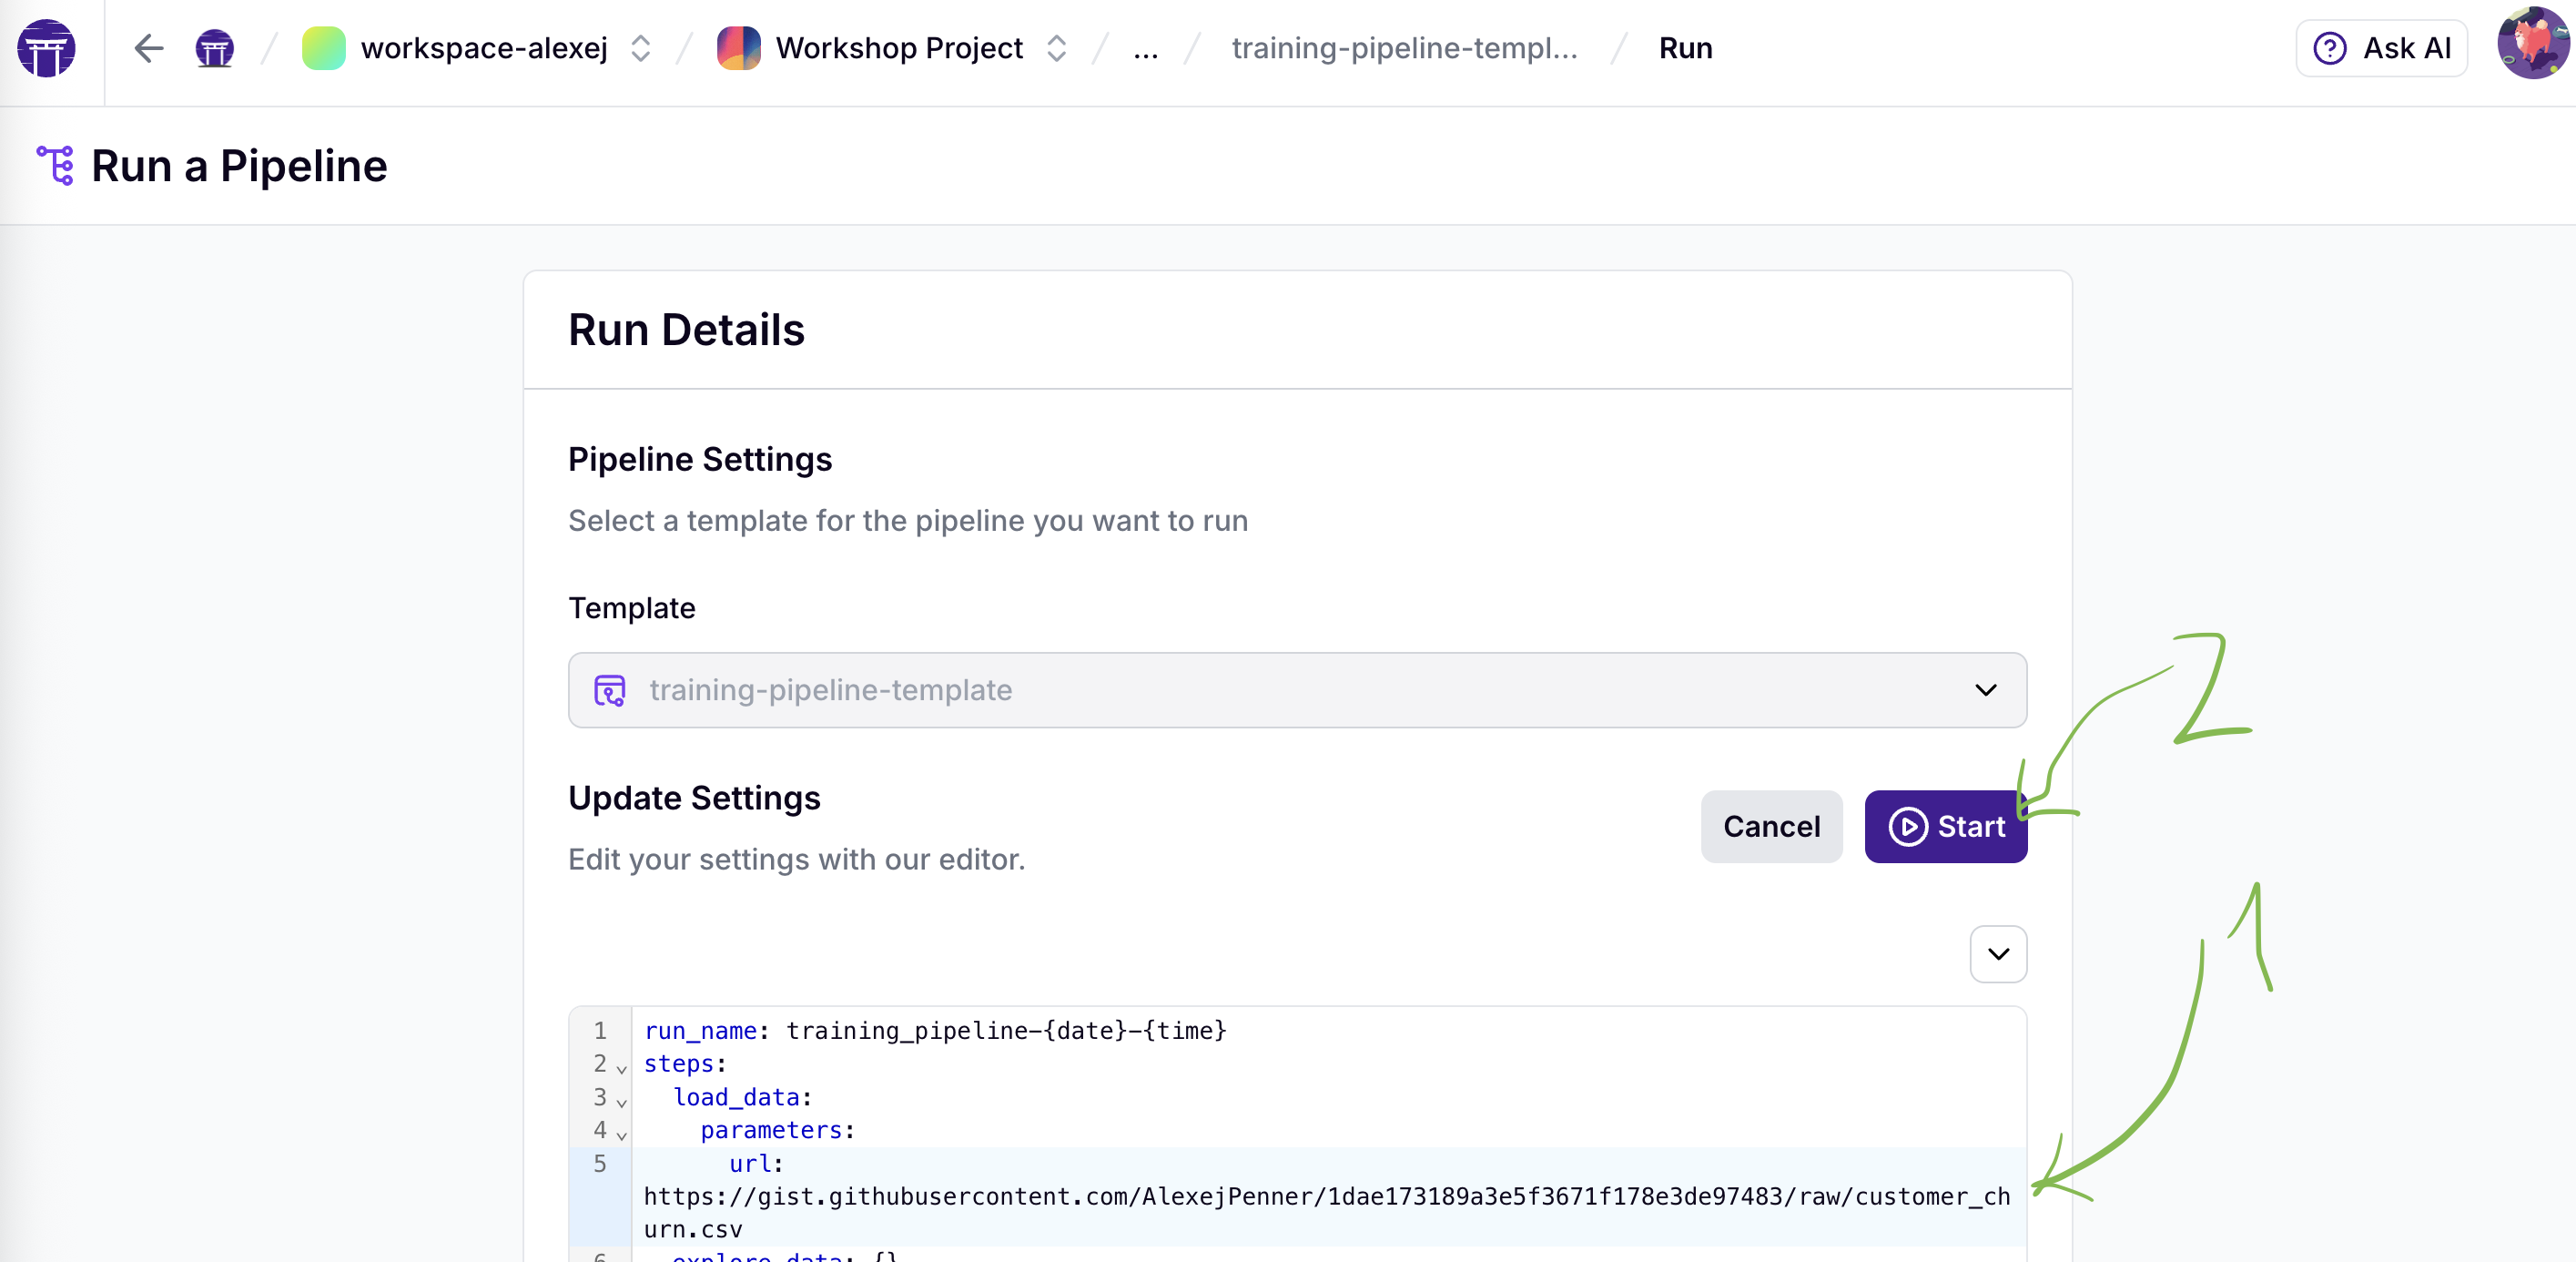 workspace-alexej / Workshop Project / ... / training-pipeline-templ... / Run
Ask AI
Run a Pipeline
Run Details
Pipeline Settings
Select a template for the pipeline you want to run
Template
training-pipeline-template
2
Update Settings
Cancel
Start
Edit your settings with our editor.
1
1 run_name: training_pipeline-{date}-{time}
2 steps:
3 load_data:
4 parameters:
5 url:
https://gist.githubusercontent.com/AlexejPenner/1dae173189a3e5f3671f178e3de97483/raw/customer_ch
urn.csv
6 explore_data: {}